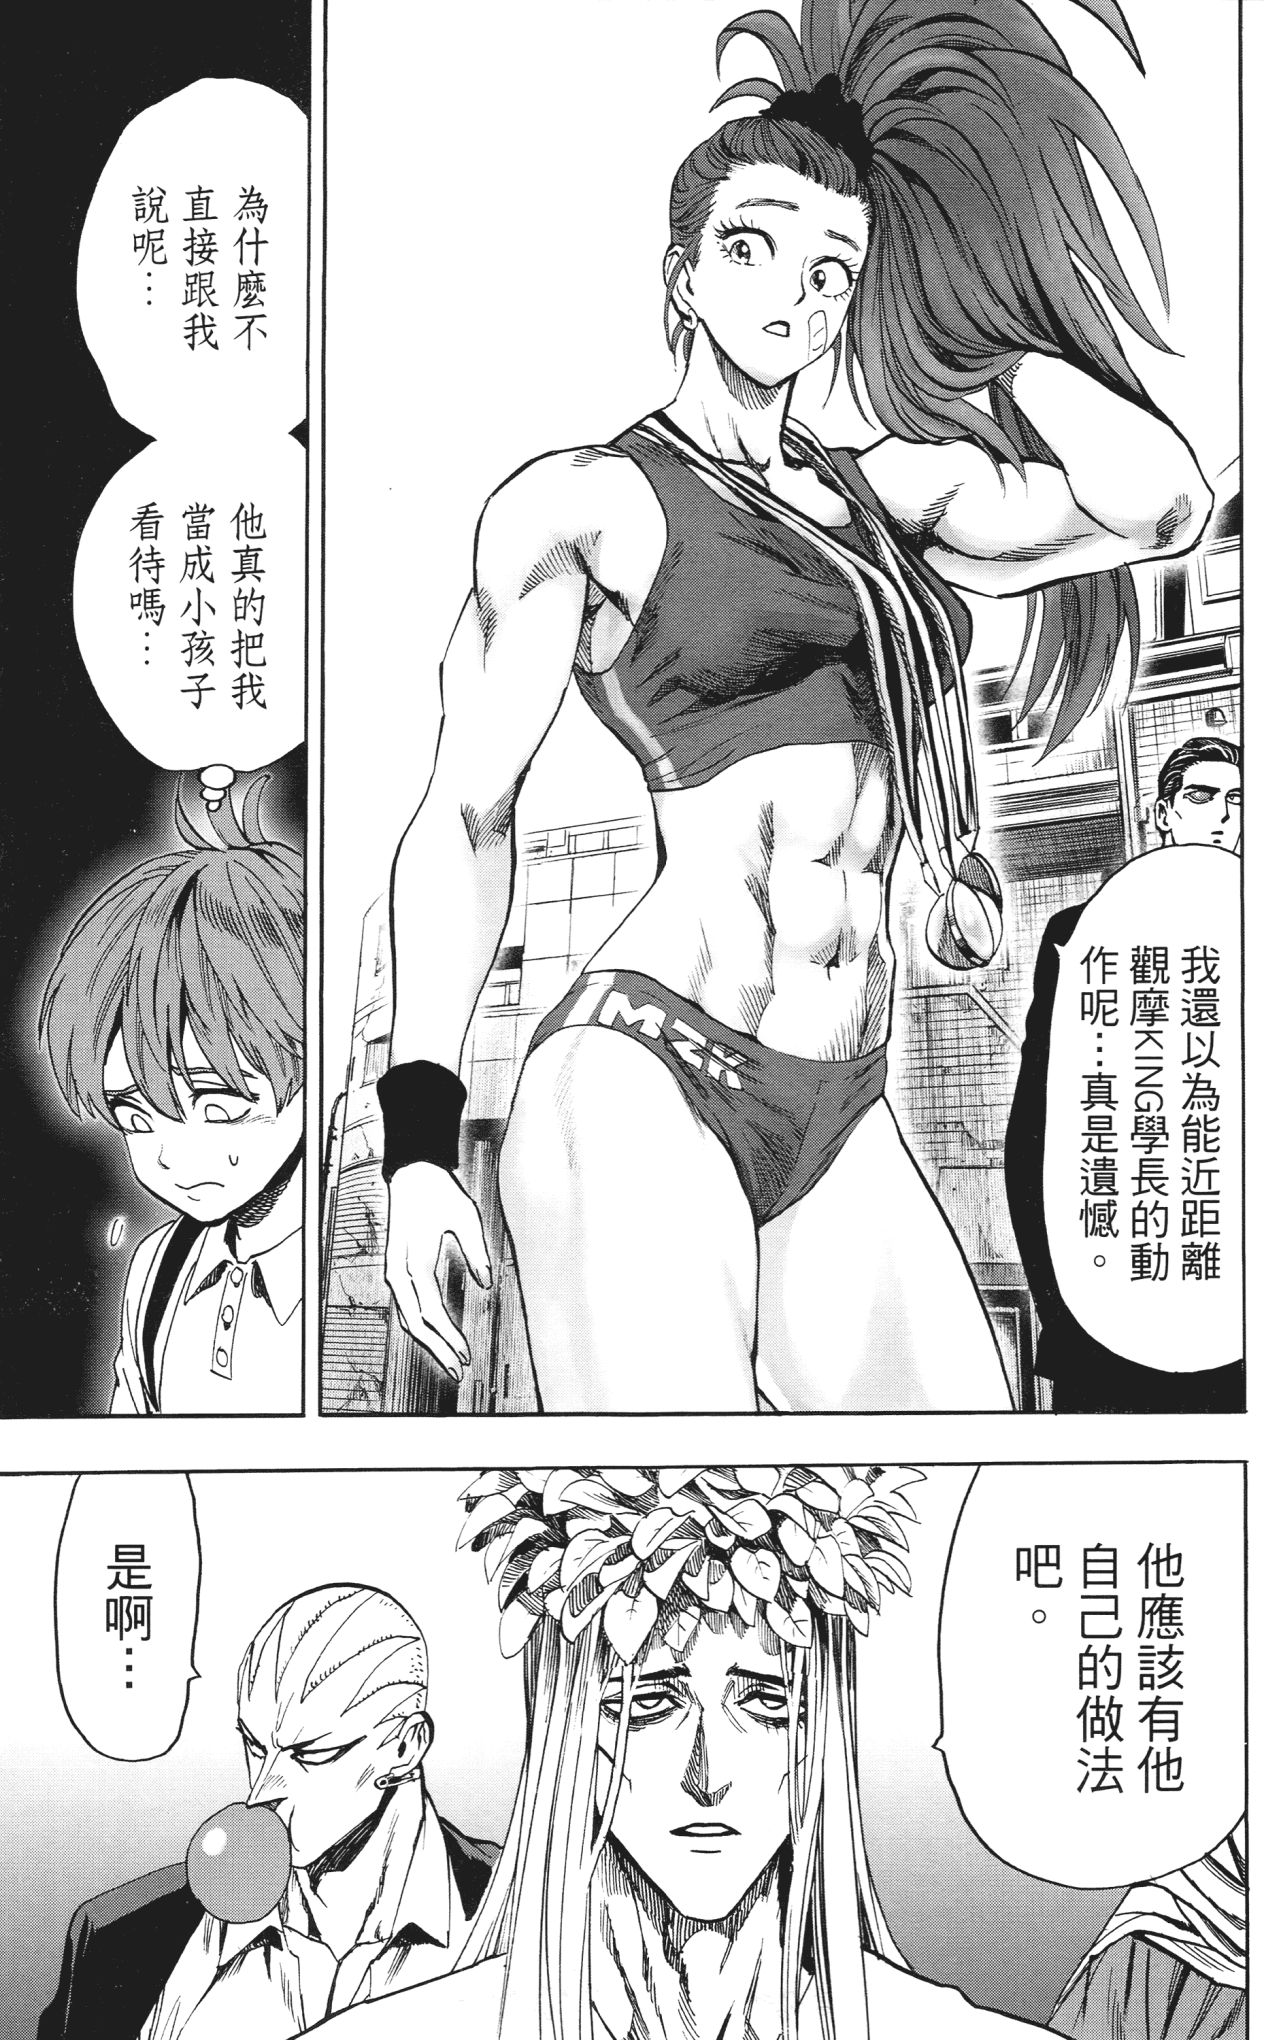 我還以為能近距離
觀摩KING學長的動
作呢…真是遺憾。
MZK
為什麼不
直接跟我
說呢…
他真的把我
當成小孩子
看待嗎…
他應該有他
自己的做法
吧。
是啊…